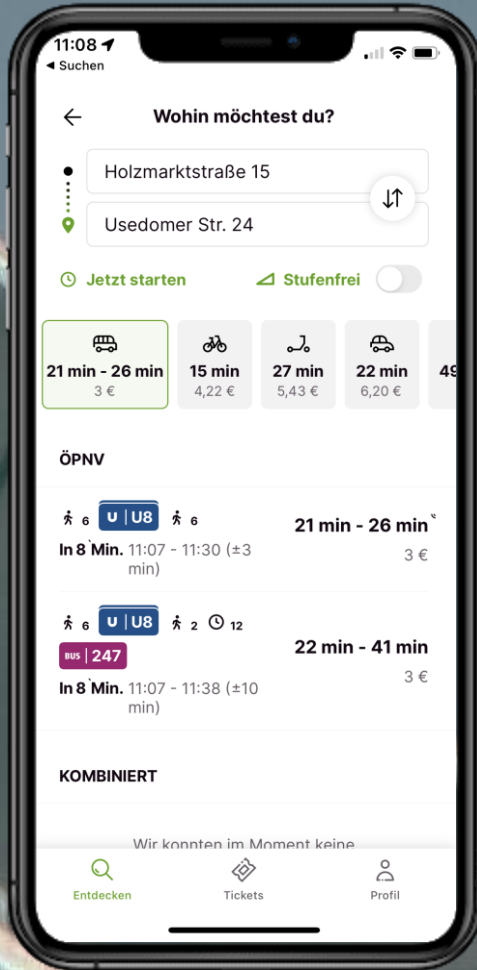 11:08
◀ Suchen
Wohin möchtest du?
Holzmarktstraße 15
Usedomer Str. 24
Jetzt starten Stufenfrei
21 min - 26 min 15 min 27 min 22 min 49
3 € 4,22 € 5,43 € 6,20 €
ÖPNV
6 U | U8 6 21 min - 26 min
In 8 Min. 11:07 - 11:30 (±3 3 €
min)
6 U | U8 2 12
BUS | 247 22 min - 41 min
In 8 Min. 11:07 - 11:38 (±10 3 €
min)
KOMBINIERT
Wir konnten im Moment keine
Entdecken Tickets Profil